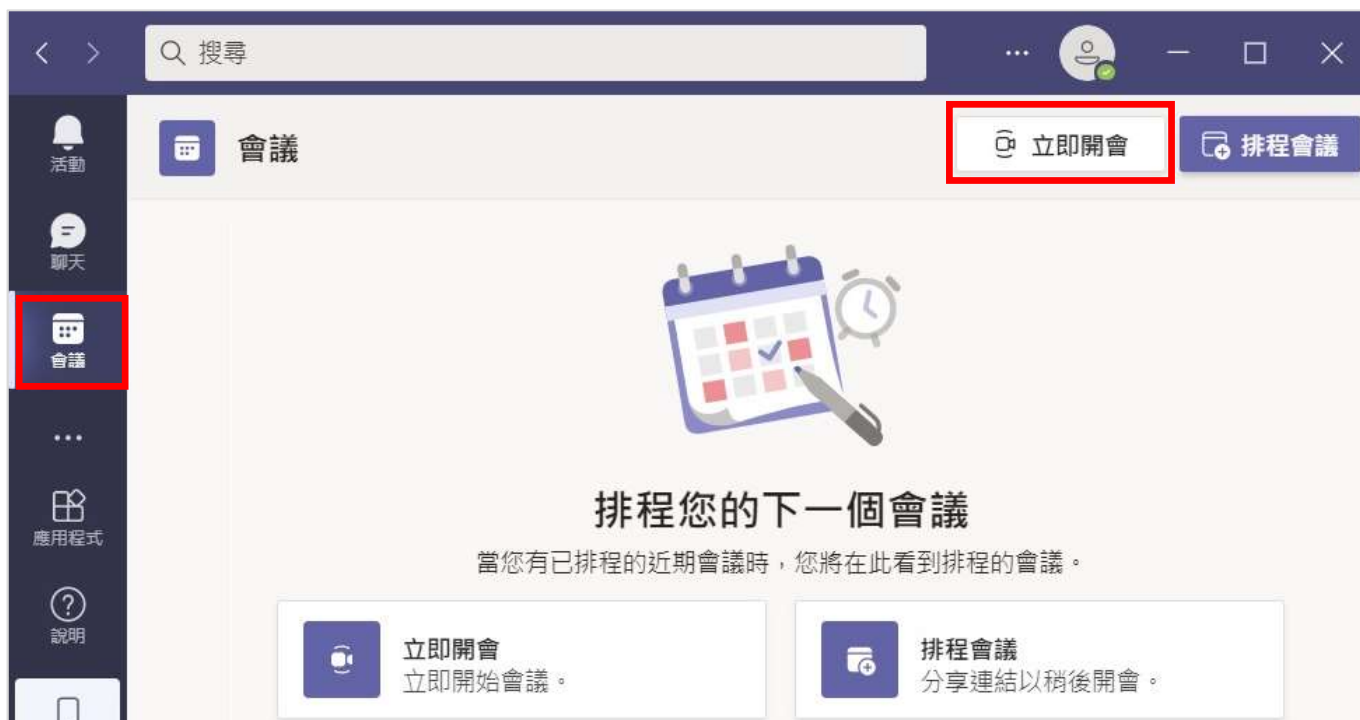 搜尋
活動
聊天
會議
應用程式
說明
會議
立即開會
排程會議
排程您的下一個會議
當您有已排程的近期會議時，您將在此看到排程的會議。
立即開會
立即開始會議。
排程會議
分享連結以稍後開會。